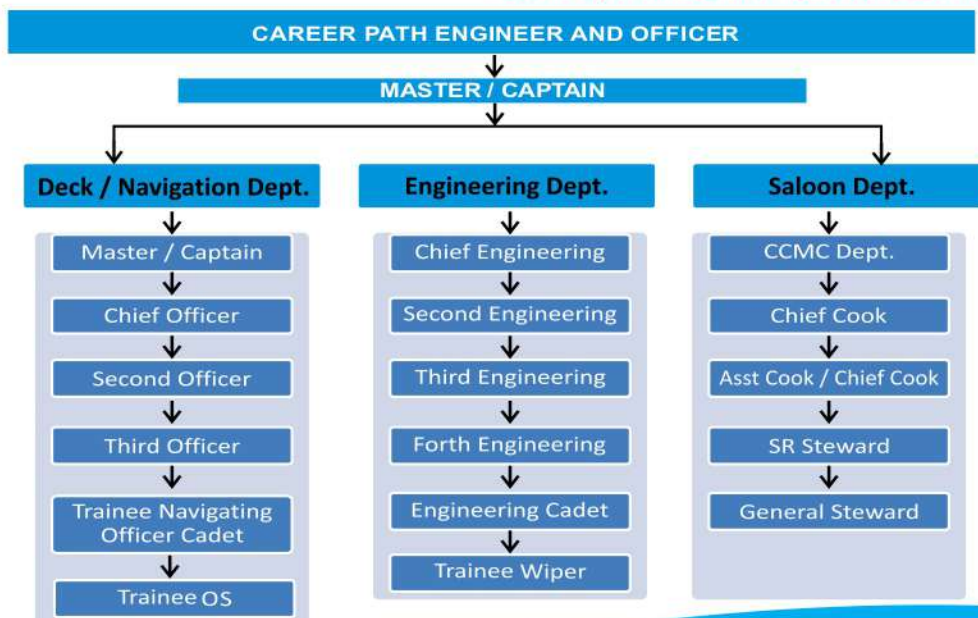 CAREER PATH ENGINEER AND OFFICER
MASTER / CAPTAIN
Deck / Navigation Dept.
Master / Captain
Chief Officer
Second Officer
Third Officer
Trainee Navigating
Officer Cadet
Trainee OS
Engineering Dept.
Chief Engineering
Second Engineering
Third Engineering
Forth Engineering
Engineering Cadet
Trainee Wiper
Saloon Dept.
CCMC Dept.
Chief Cook
Asst Cook / Chief Cook
SR Steward
General Steward